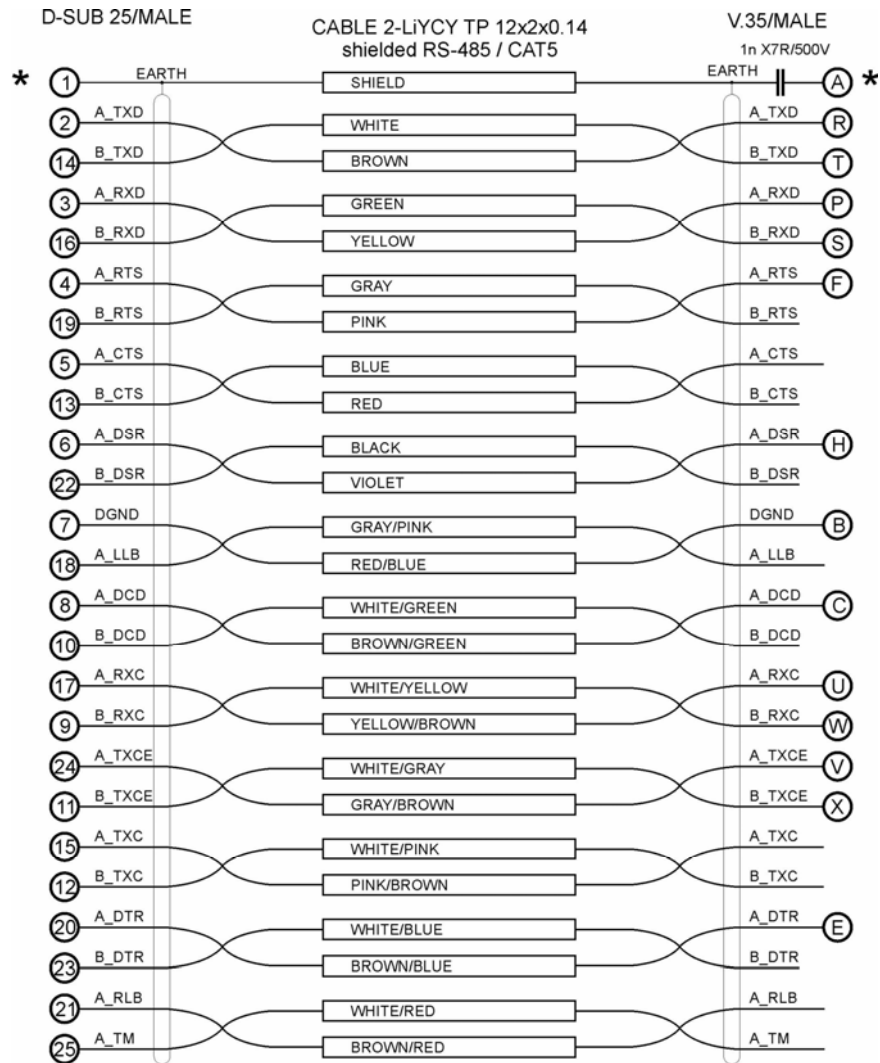 D-SUB 25/MALE CABLE 2-LiYCY TP 12x2x0.14 V.35/MALE
shielded RS-485 / CAT5 1n X7R/500V
* 1 EARTH SHIELD EARTH A *
2 A_TXD WHITE A_TXD R
14 B_TXD BROWN B_TXD T
3 A_RXD GREEN A_RXD P
16 B_RXD YELLOW B_RXD S
4 A_RTS GRAY A_RTS F
19 B_RTS PINK B_RTS
5 A_CTS BLUE A_CTS
13 B_CTS RED B_CTS
6 A_DSR BLACK A_DSR H
22 B_DSR VIOLET B_DSR
7 DGND GRAY/PINK DGND B
18 A_LLB RED/BLUE A_LLB
8 A_DCD WHITE/GREEN A_DCD C
10 B_DCD BROWN/GREEN B_DCD
17 A_RXC WHITE/YELLOW A_RXC U
9 B_RXC YELLOW/BROWN B_RXC W
24 A_TXCE WHITE/GRAY A_TXCE V
11 B_TXCE GRAY/BROWN B_TXCE X
15 A_TXC WHITE/PINK A_TXC
12 B_TXC PINK/BROWN B_TXC
20 A_DTR WHITE/BLUE A_DTR E
23 B_DTR BROWN/BLUE B_DTR
21 A_RLB WHITE/RED A_RLB
25 A_TM BROWN/RED A_TM